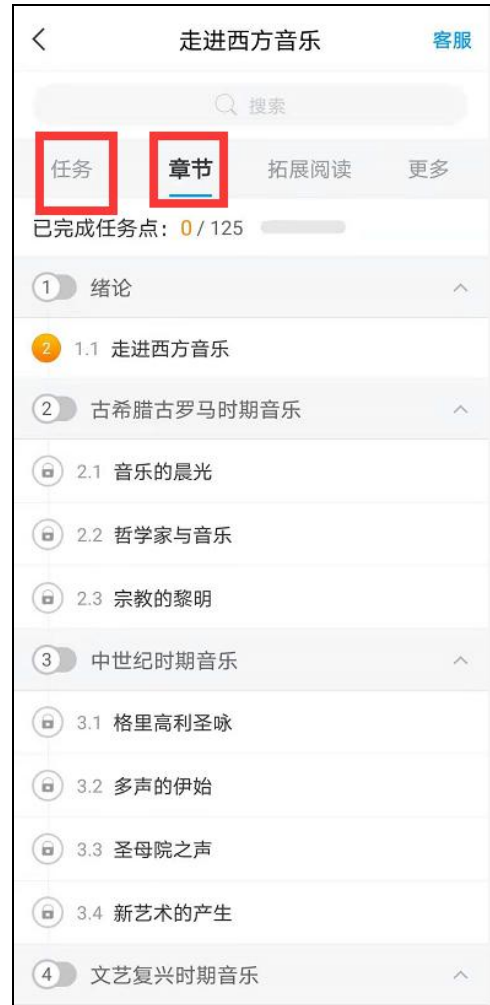 走进西方音乐 客服
搜索
任务 章节 拓展阅读 更多
已完成任务点：0 / 125
1 绪论
2 1.1 走进西方音乐
2 古希腊古罗马时期音乐
2.1 音乐的晨光
2.2 哲学家与音乐
2.3 宗教的黎明
3 中世纪时期音乐
3.1 格里高利圣咏
3.2 多声的伊始
3.3 圣母院之声
3.4 新艺术的产生
4 文艺复兴时期音乐